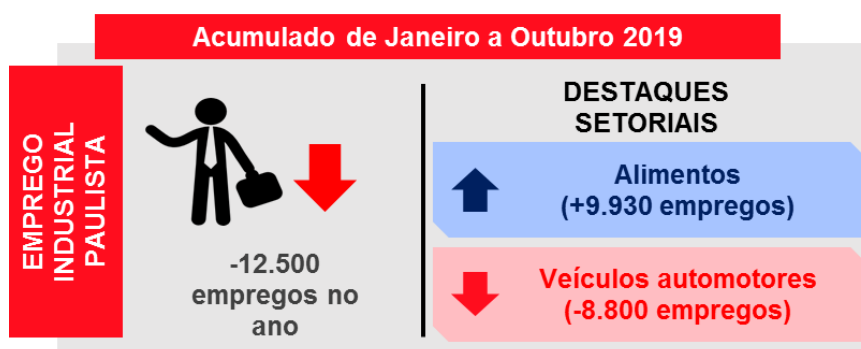 Acumulado de Janeiro a Outubro 2019
EMPREGO
INDUSTRIAL
PAULISTA
-12.500
empregos no
ano
DESTAQUES
SETORIAIS
Alimentos
(+9.930 empregos)
Veículos automotores
(-8.800 empregos)